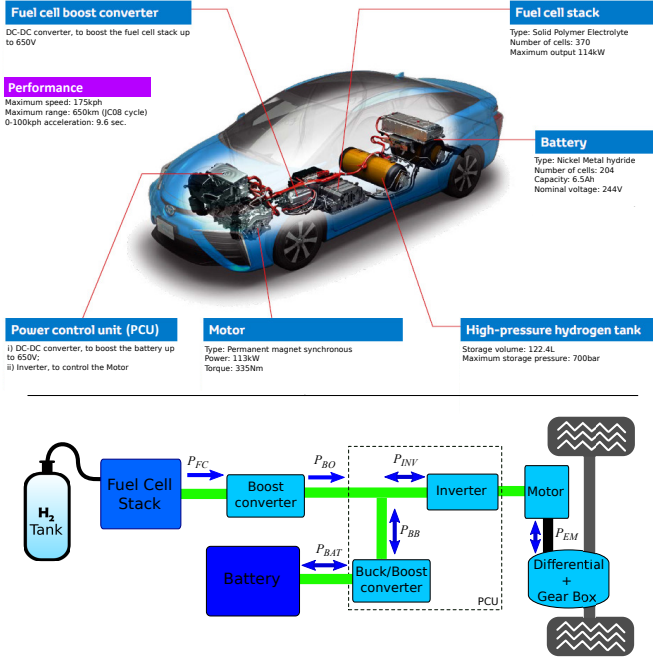 Fuel cell boost converter
DC-DC converter, to boost the fuel cell stack up
to 650V
Fuel cell stack
Type: Solid Polymer Electrolyte
Number of cells: 370
Maximum output 114kW
Performance
Maximum speed: 175kph
Maximum range: 650km (JC08 cycle)
0-100kph acceleration: 9.6 sec.
Battery
Type: Nickel Metal hydride
Number of cells: 204
Capacity: 6.5Ah
Nominal voltage: 244V
Power control unit (PCU)
i) DC-DC converter, to boost the battery up
to 650V;
ii) Inverter, to control the Motor
Motor
Type: Permanent magnet synchronous
Power: 113kW
Torque: 335Nm
High-pressure hydrogen tank
Storage volume: 122.4L
Maximum storage pressure: 700bar
H2
Tank
Fuel Cell
Stack
PFC
Boost
converter
PBO
PINV
Inverter
Motor
PBB
PEM
PBAT
Battery
Buck/Boost
converter
PCU
Differential
+
Gear Box